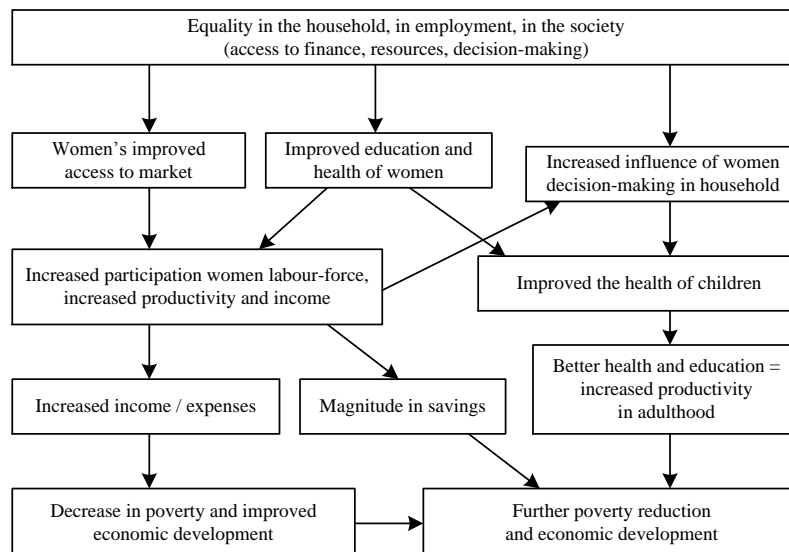 Equality in the household, in employment, in the society
(access to finance, resources, decision-making)
Women’s improved
access to market
Improved education and
health of women
Increased influence of women
decision-making in household
Increased participation women labour-force,
increased productivity and income
Improved the health of children
Better health and education =
increased productivity
in adulthood
Increased income / expenses
Magnitude in savings
Decrease in poverty and improved
economic development
Further poverty reduction
and economic development